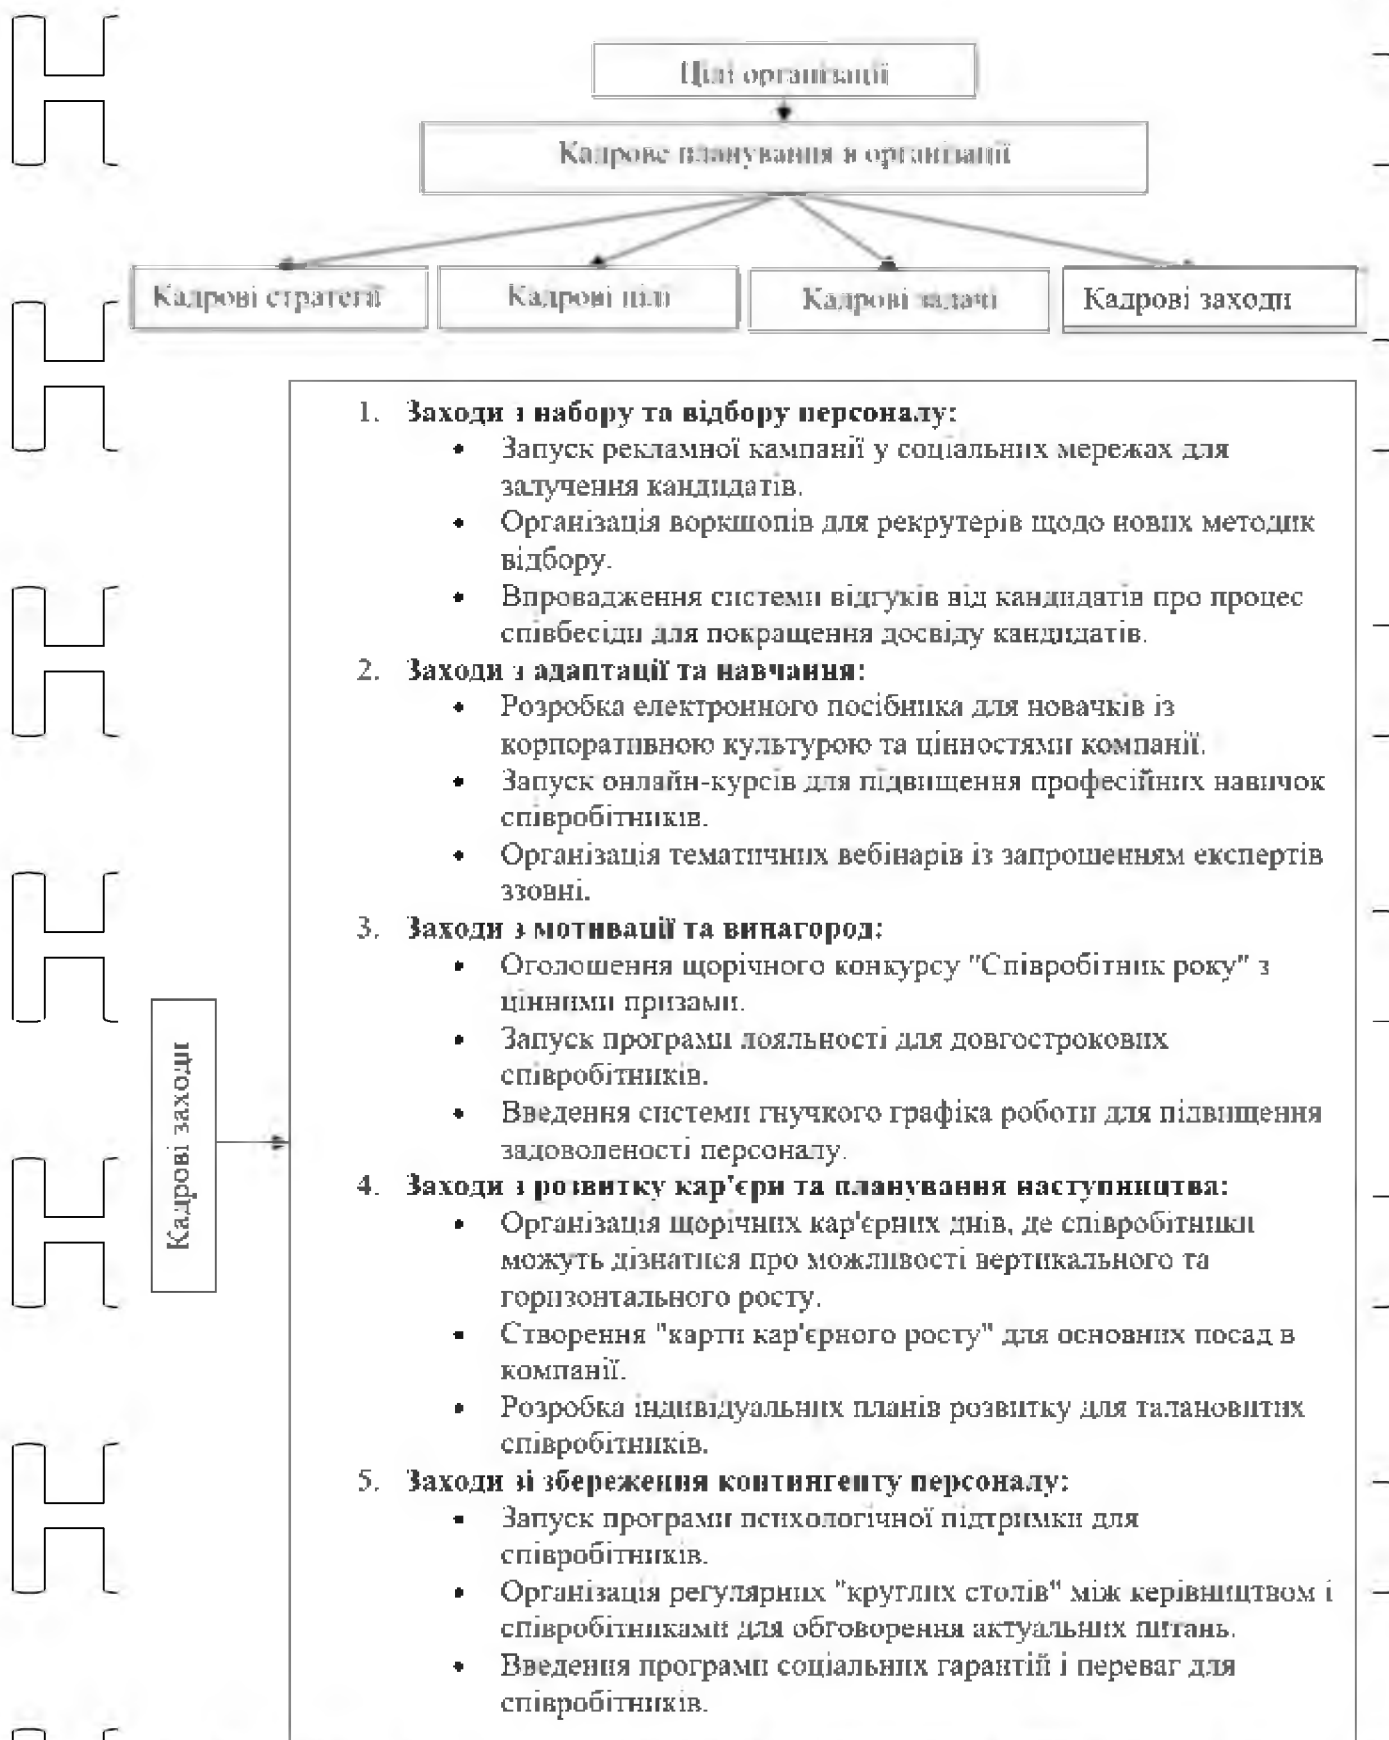 Цілі організації
Кадрове планування в організації
Кадрові стратегії
Кадрові цілі
Кадрові задачі
Кадрові заходи
1. Заходи з набору та відбору персоналу:
• Запуск рекламної кампанії у соціальних мережах для
залучення кандидатів.
• Організація воркшопів для рекрутерів щодо нових методик
відбору.
• Впровадження системи відгуків від кандидатів про процес
співбесіди для покращення досвіду кандидатів.
2. Заходи з адаптації та навчання:
• Розробка електронного посібника для новачків із
корпоративною культурою та цінностями компанії.
• Запуск онлайн-курсів для підвищення професійних навичок
співробітників.
• Організація тематичних вебінарів із запрошенням експертів
ззовні.
3. Заходи з мотивації та винагород:
• Оголошення щорічного конкурсу "Співробітник року" з
цінними призами.
• Запуск програми лояльності для довгострокових
співробітників.
• Введення системи гнучкого графіка роботи для підвищення
задоволеності персоналу.
4. Заходи з розвитку кар'єри та планування наступництва:
• Організація щорічних кар'єрних днів, де співробітники
можуть дізнатися про можливості вертикального та
горизонтального росту.
• Створення "карти кар'єрного росту" для основних посад в
компанії.
• Розробка індивідуальних планів розвитку для талановитих
співробітників.
5. Заходи зі збереження контингенту персоналу:
• Запуск програми психологічної підтримки для
співробітників.
• Організація регулярних "круглих столів" між керівництвом і
співробітниками для обговорення актуальних питань.
• Введення програми соціальних гарантій і переваг для
співробітників.
Кадрові заходи